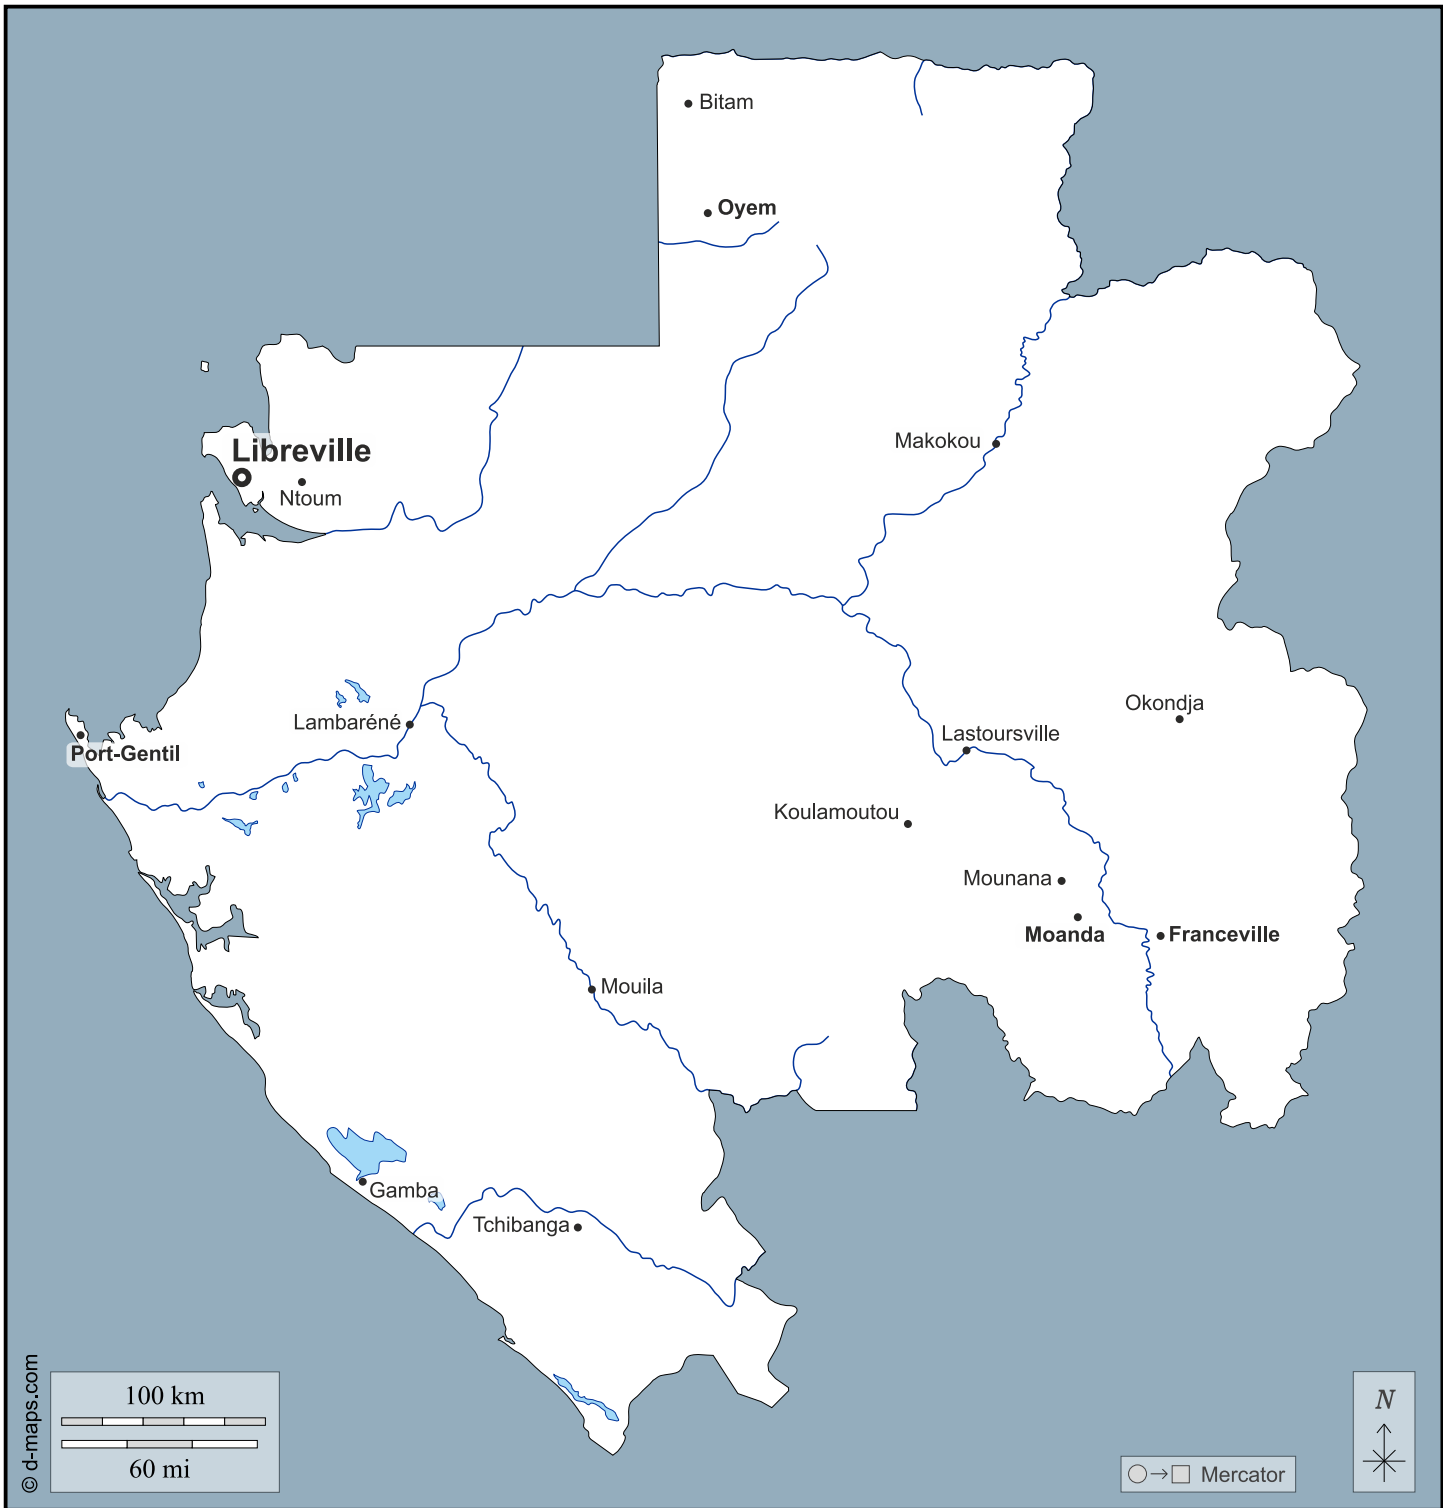 Bitam
Oyem
Makokou
Libreville
Ntoum
Okondja
Lambaréné
Lastoursville
Port-Gentil
Koulamoutou
Mounana
Moanda
Franceville
Mouila
Gamba
Tchibanga
© d-maps.com
100 km
60 mi
N
Mercator